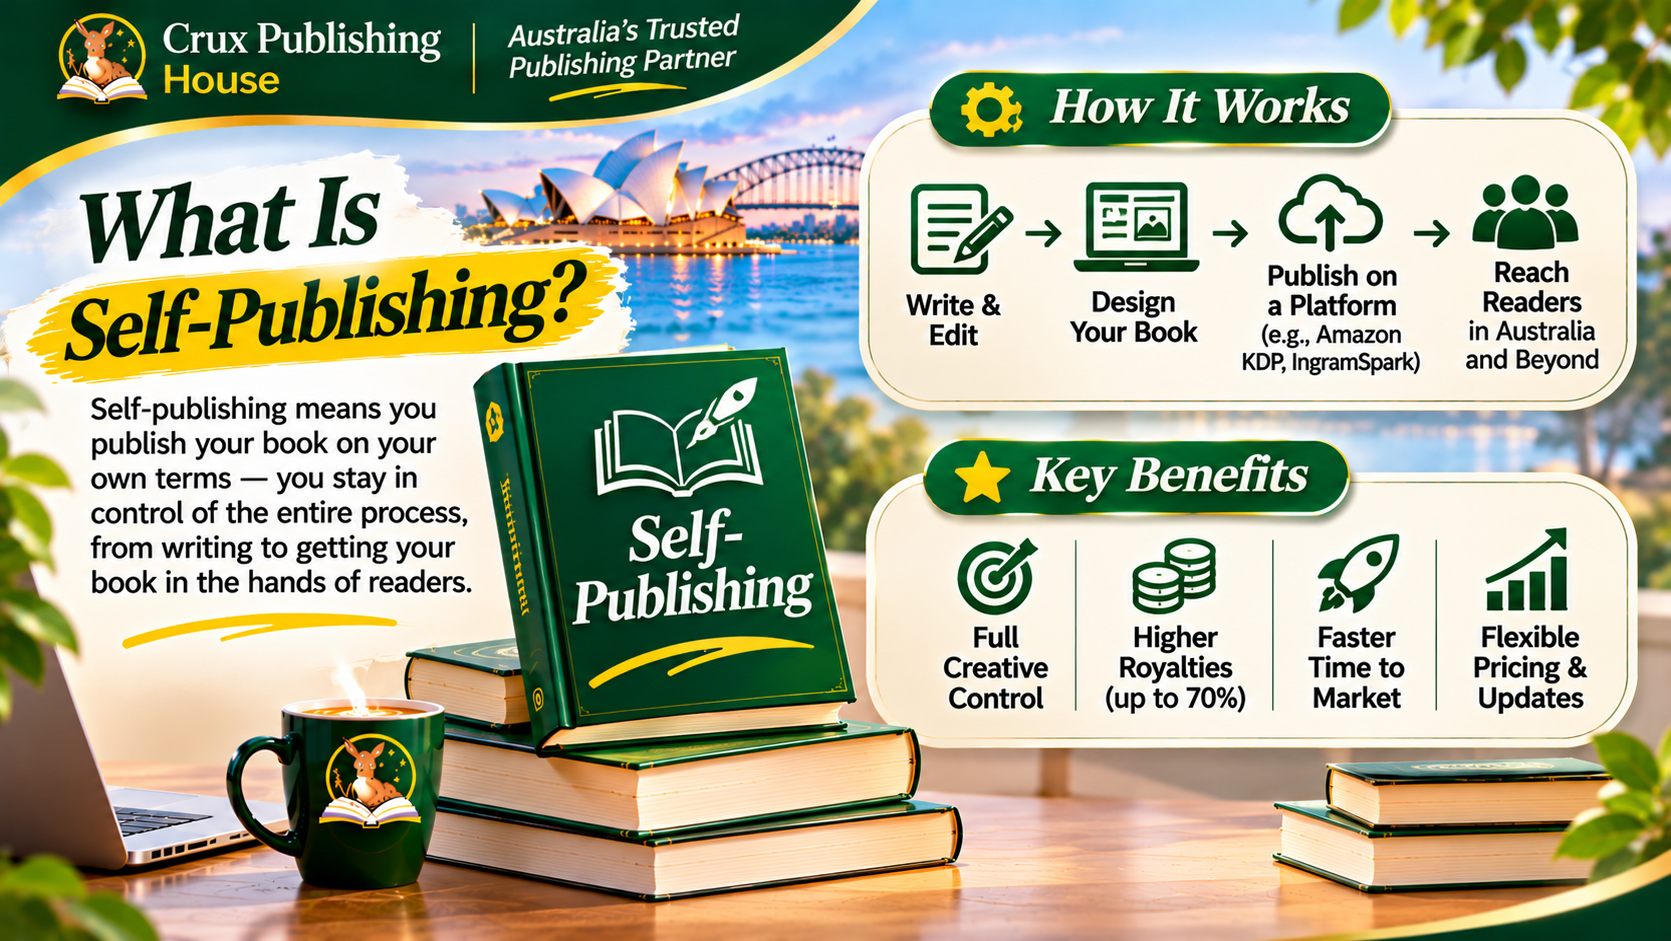 Crux Publishing
House
Australia's Trusted
Publishing Partner
What Is
Self-Publishing?
Self-publishing means you
publish your book on your
own terms — you stay in
control of the entire process,
from writing to getting your
book in the hands of readers.
Self-
Publishing
How It Works
Write &
Edit
Design
Your Book
Publish on
a Platform
(e.g., Amazon
KDP, IngramSpark)
Reach
Readers
in Australia
and Beyond
Key Benefits
Full
Creative
Control
Higher
Royalties
(up to 70%)
Faster
Time to
Market
Flexible
Pricing &
Updates